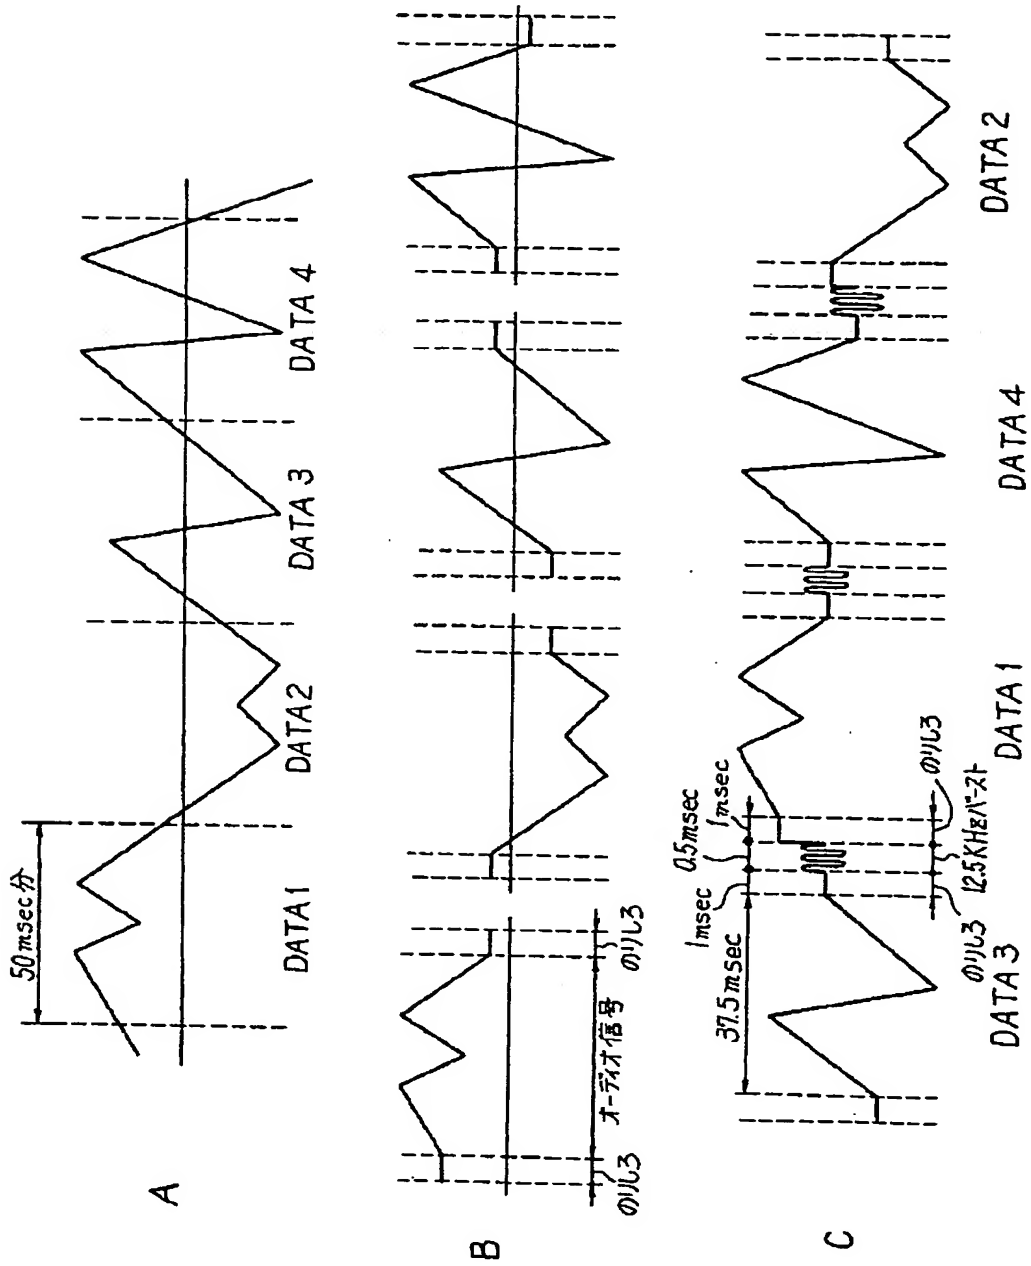 A
50msec分
DATA1
DATA2
DATA3
DATA4
B
のりしろ
オーディオ信号
のりしろ
C
37.5msec
1msec
0.5msec
1msec
のりしろ
12.5KHzバースト
のりしろ
DATA3
DATA1
DATA4
DATA2